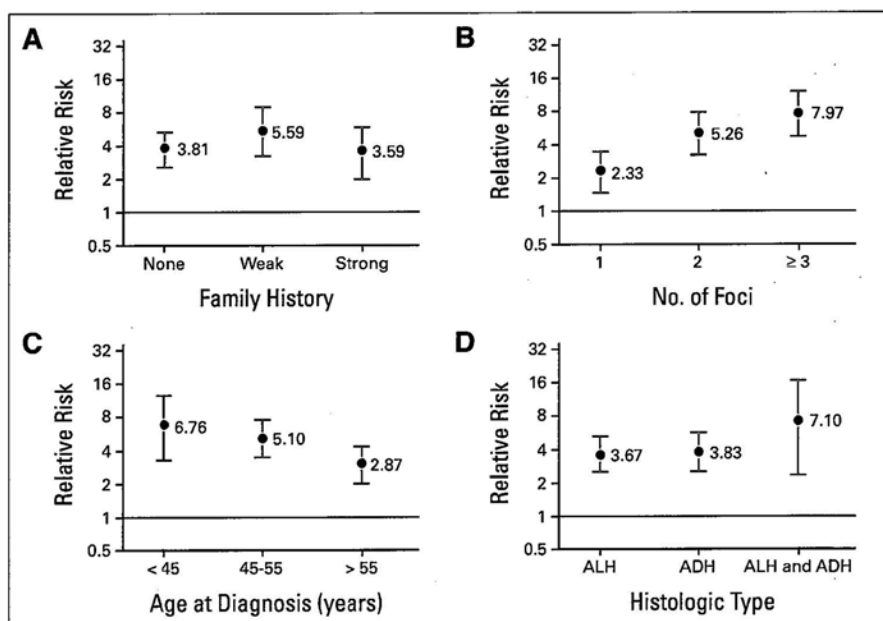 A
Relative Risk
32
16
8
4
2
1
0.5
3.81
5.59
3.59
None Weak Strong
Family History
B
Relative Risk
32
16
8
4
2
1
0.5
2.33
5.26
7.97
1 2 ≥ 3
No. of Foci
C
Relative Risk
32
16
8
4
2
1
0.5
6.76
5.10
2.87
< 45 45-55 > 55
Age at Diagnosis (years)
D
Relative Risk
32
16
8
4
2
1
0.5
3.67
3.83
7.10
ALH ADH ALH and ADH
Histologic Type